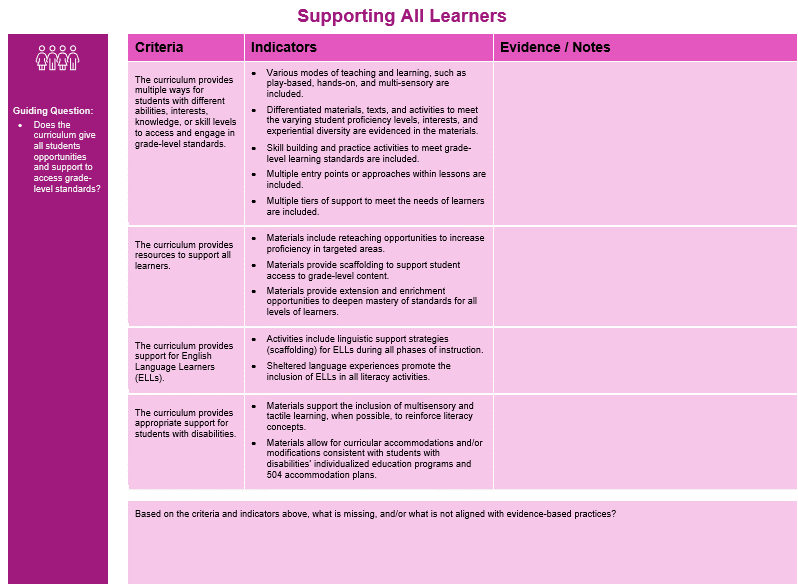 Supporting All Learners
Guiding Question:
• Does the
curriculum give
all students
opportunities
and support to
access grade-
level standards?
Criteria
Indicators
Evidence / Notes
The curriculum provides
multiple ways for
students with different
abilities, interests,
knowledge, or skill levels
to access and engage in
grade-level standards.
• Various modes of teaching and learning, such as
play-based, hands-on, and multi-sensory are
included.
• Differentiated materials, texts, and activities to meet
the varying student proficiency levels, interests, and
experiential diversity are evidenced in the materials.
• Skill building and practice activities to meet grade-
level learning standards are included.
• Multiple entry points or approaches within lessons are
included.
• Multiple tiers of support to meet the needs of learners
are included.
The curriculum provides
resources to support all
learners.
• Materials include reteaching opportunities to increase
proficiency in targeted areas.
• Materials provide scaffolding to support student
access to grade-level content.
• Materials provide extension and enrichment
opportunities to deepen mastery of standards for all
levels of learners.
The curriculum provides
support for English
Language Learners
(ELLs).
• Activities include linguistic support strategies
(scaffolding) for ELLs during all phases of instruction.
• Sheltered language experiences promote the
inclusion of ELLs in all literacy activities.
The curriculum provides
appropriate support for
students with disabilities.
• Materials support the inclusion of multisensory and
tactile learning, when possible, to reinforce literacy
concepts.
• Materials allow for curricular accommodations and/or
modifications consistent with students with
disabilities' individualized education programs and
504 accommodation plans.
Based on the criteria and indicators above, what is missing, and/or what is not aligned with evidence-based practices?